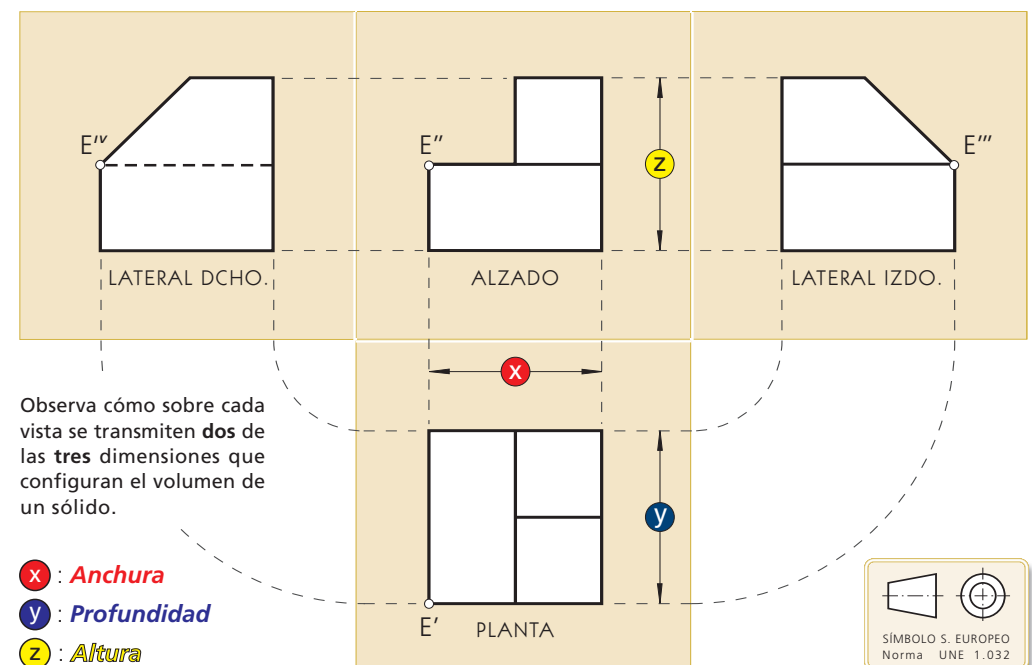 E'ᵛ
E''
z
E'''
LATERAL DCHO.
ALZADO
LATERAL IZDO.
x
Observa cómo sobre cada
vista se transmiten dos de
las tres dimensiones que
configuran el volumen de
un sólido.
y
x : Anchura
y : Profundidad
z : Altura
E'
PLANTA
SÍMBOLO S. EUROPEO
Norma UNE 1.032